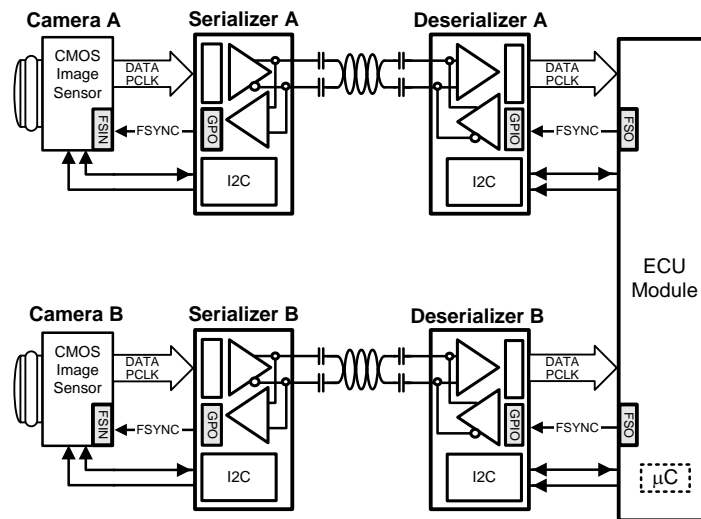 Camera A
Serializer A
Deserializer A
CMOS
Image
Sensor
DATA
PCLK
FSIN
FSYNC
GPO
I2C
DATA
PCLK
GPIO
FSYNC
FSO
I2C
ECU
Module
Camera B
Serializer B
Deserializer B
CMOS
Image
Sensor
DATA
PCLK
FSIN
FSYNC
GPO
I2C
DATA
PCLK
GPIO
FSYNC
FSO
I2C
μC